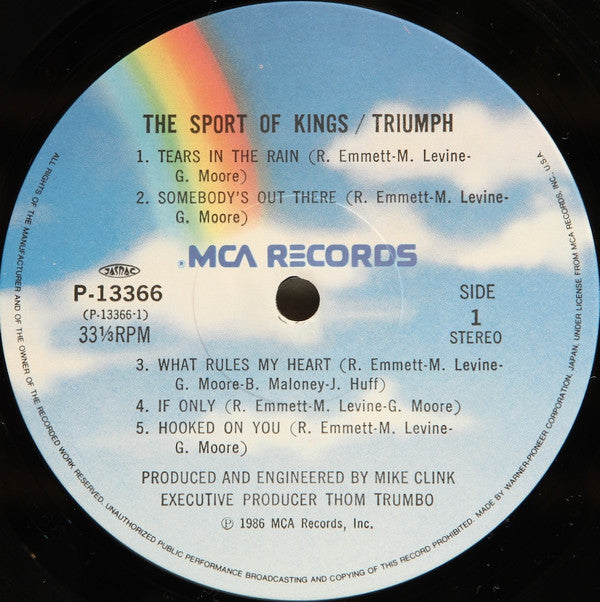 THE SPORT OF KINGS / TRIUMPH
1. TEARS IN THE RAIN (R. Emmett-M. Levine-
G. Moore)
2. SOMEBODY'S OUT THERE (R. Emmett-M. Levine-
G. Moore)
®MCA RECORDS
JASRAC
P-13366
(P-13366-1)
33⅓RPM
SIDE
1
STEREO
3. WHAT RULES MY HEART (R. Emmett-M. Levine-
G. Moore-B. Maloney-J. Huff)
4. IF ONLY (R. Emmett-M. Levine-G. Moore)
5. HOOKED ON YOU (R. Emmett-M. Levine-
G. Moore)
PRODUCED AND ENGINEERED BY MIKE CLINK
EXECUTIVE PRODUCER THOM TRUMBO
℗ 1986 MCA Records, Inc.
ALL RIGHTS OF THE MANUFACTURER AND OF THE OWNER OF THE RECORDED WORK RESERVED. UNAUTHORIZED PUBLIC PERFORMANCE BROADCASTING AND COPYING OF THIS RECORD PROHIBITED. MADE BY WARNER-PIONEER CORPORATION, JAPAN, UNDER LICENSE FROM MCA RECORDS, INC., U.S.A.